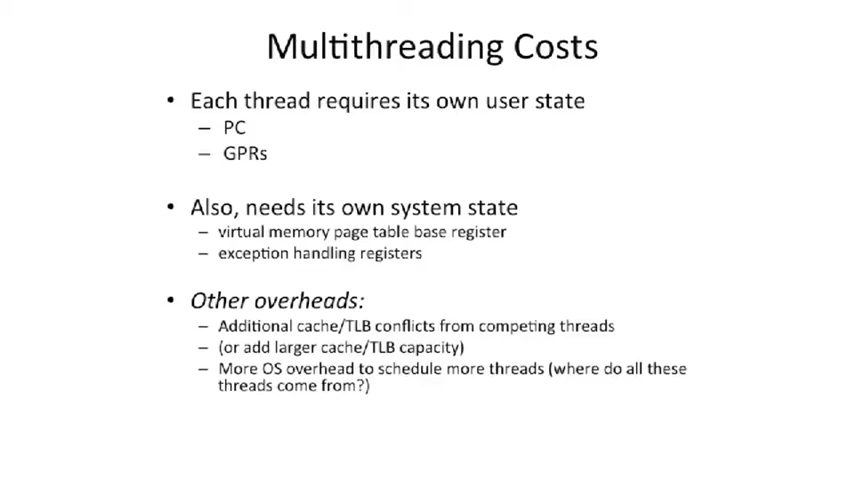 Multithreading Costs
• Each thread requires its own user state
– PC
– GPRs
• Also, needs its own system state
– virtual memory page table base register
– exception handling registers
• Other overheads:
– Additional cache/TLB conflicts from competing threads
– (or add larger cache/TLB capacity)
– More OS overhead to schedule more threads (where do all these
threads come from?)